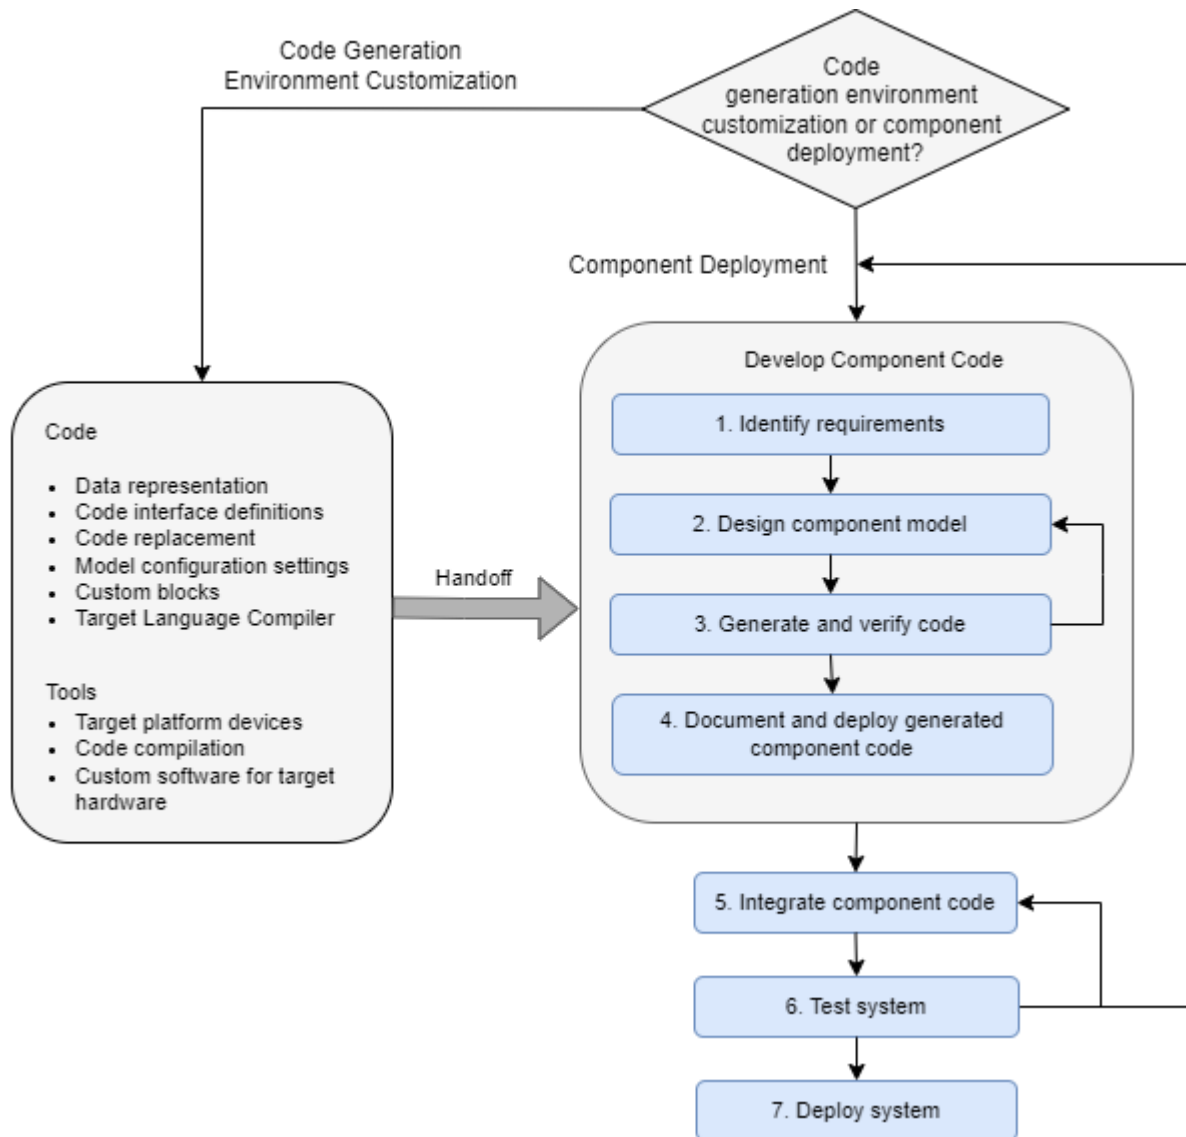 Code Generation
Environment Customization
Code
generation environment
customization or component
deployment?
Component Deployment
Code
• Data representation
• Code interface definitions
• Code replacement
• Model configuration settings
• Custom blocks
• Target Language Compiler
Tools
• Target platform devices
• Code compilation
• Custom software for target
hardware
Handoff
Develop Component Code
1. Identify requirements
2. Design component model
3. Generate and verify code
4. Document and deploy generated
component code
5. Integrate component code
6. Test system
7. Deploy system